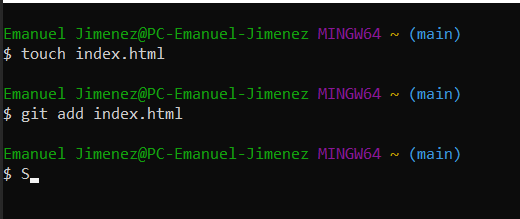 Emanuel Jimenez@PC-Emanuel-Jimenez MINGW64 ~ (main)
$ touch index.html
Emanuel Jimenez@PC-Emanuel-Jimenez MINGW64 ~ (main)
$ git add index.html
Emanuel Jimenez@PC-Emanuel-Jimenez MINGW64 ~ (main)
$ S